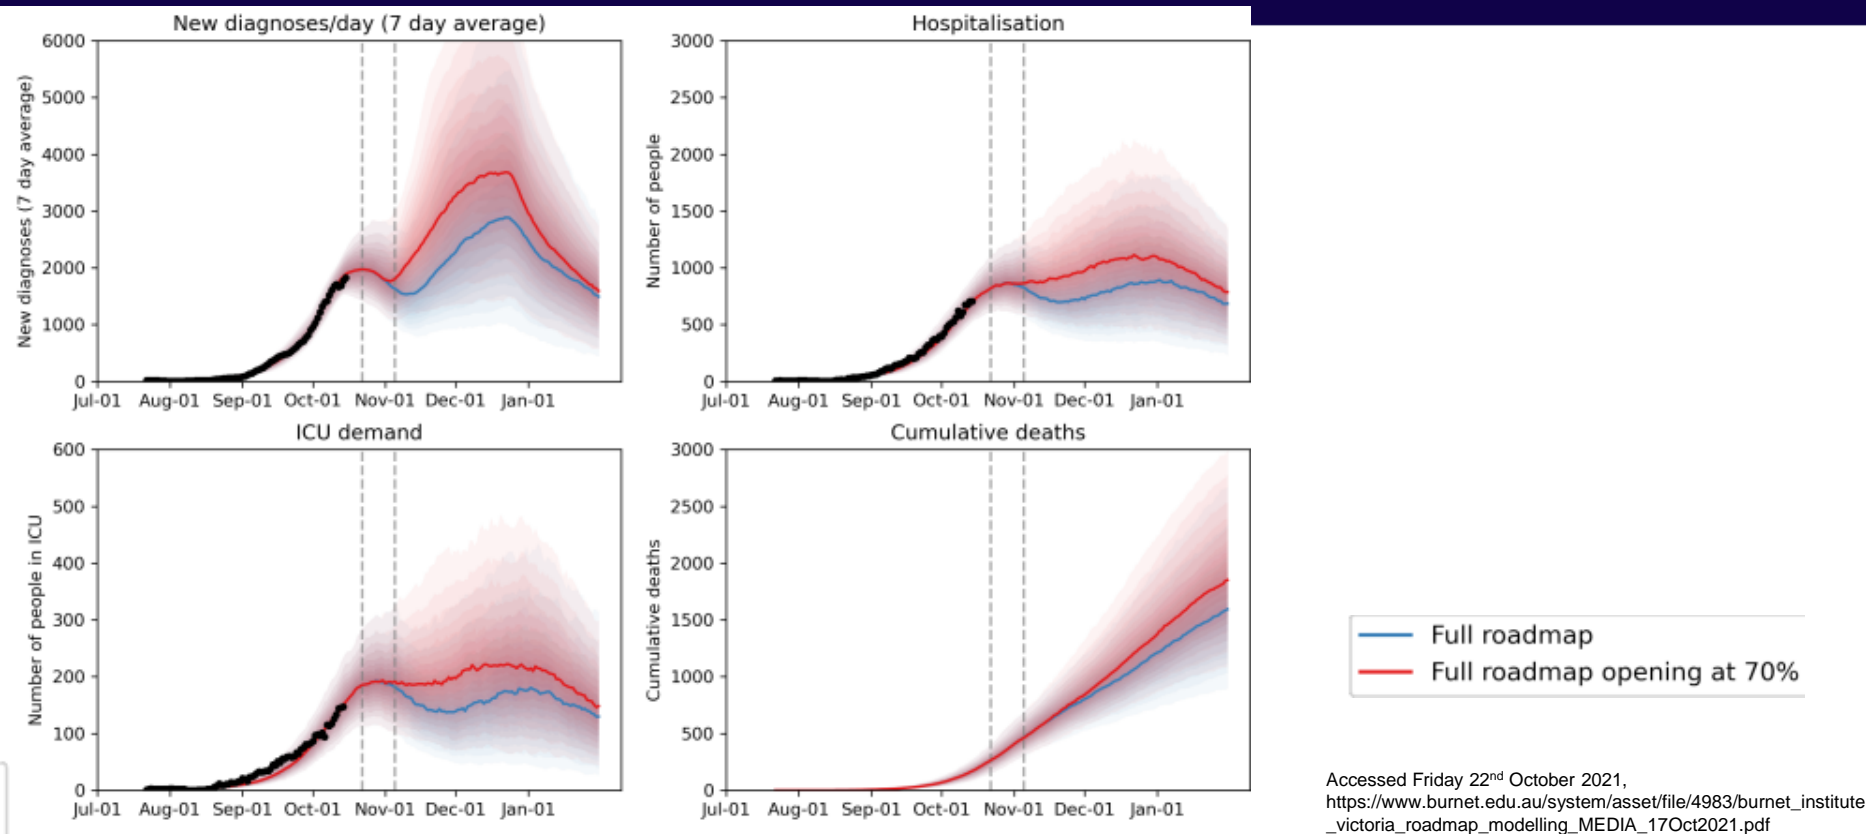 New diagnoses/day (7 day average)
New diagnoses (7 day average)
6000
5000
4000
3000
2000
1000
0
Jul-01 Aug-01 Sep-01 Oct-01 Nov-01 Dec-01 Jan-01
Hospitalisation
Number of people
3000
2500
2000
1500
1000
500
0
Jul-01 Aug-01 Sep-01 Oct-01 Nov-01 Dec-01 Jan-01
ICU demand
Number of people in ICU
600
500
400
300
200
100
0
Jul-01 Aug-01 Sep-01 Oct-01 Nov-01 Dec-01 Jan-01
Cumulative deaths
Cumulative deaths
3000
2500
2000
1500
1000
500
0
Jul-01 Aug-01 Sep-01 Oct-01 Nov-01 Dec-01 Jan-01
Full roadmap
Full roadmap opening at 70%
Accessed Friday 22nd October 2021,
https://www.burnet.edu.au/system/asset/file/4983/burnet_institute
_victoria_roadmap_modelling_MEDIA_17Oct2021.pdf